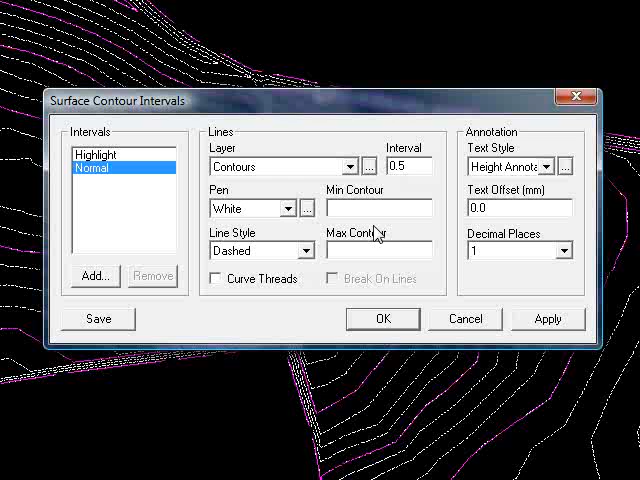 Surface Contour Intervals
Intervals
Highlight
Normal
Add...
Remove
Save
Lines
Layer
Interval
Contours
...
0.5
Pen
Min Contour
White
...
Line Style
Max Contour
Dashed
Curve Threads
Break On Lines
Annotation
Text Style
Height Annota
...
Text Offset (mm)
0.0
Decimal Places
1
OK
Cancel
Apply